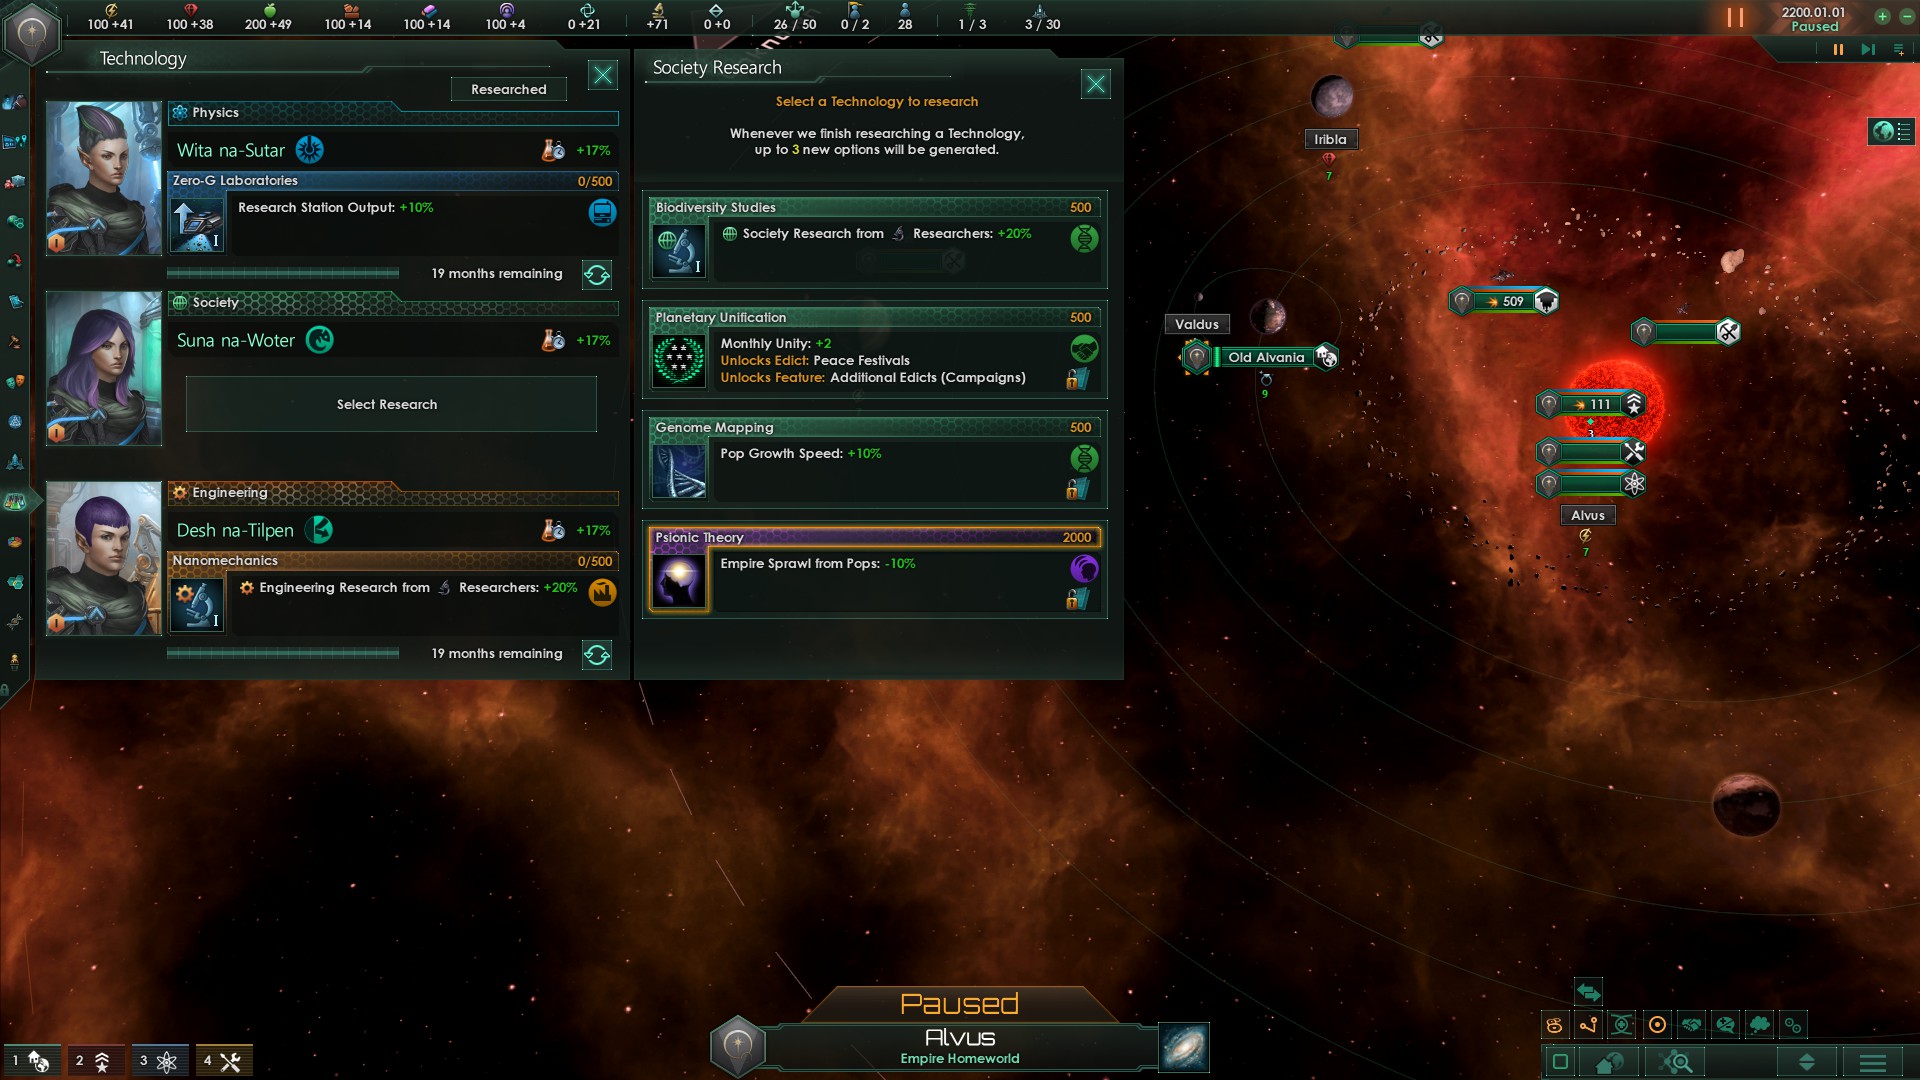 100 +41
100 +38
200 +49
100 +14
100 +14
100 +4
0 +21
+71
0 +0
26 / 50
0 / 2
28
1 / 3
3 / 30
2200.01.01
Paused
Technology
Researched
Physics
Wita na-Sutar
+17%
Zero-G Laboratories
0/500
Research Station Output: +10%
I
19 months remaining
Society
Suna na-Woter
+17%
Select Research
Engineering
Desh na-Tilpen
+17%
Nanomechanics
0/500
Engineering Research from Researchers: +20%
I
19 months remaining
Society Research
Select a Technology to research
Whenever we finish researching a Technology,
up to 3 new options will be generated.
Biodiversity Studies
500
Society Research from Researchers: +20%
I
Planetary Unification
500
Monthly Unity: +2
Unlocks Edict: Peace Festivals
Unlocks Feature: Additional Edicts (Campaigns)
Genome Mapping
500
Pop Growth Speed: +10%
Psionic Theory
2000
Empire Sprawl from Pops: -10%
Iribla
7
509
Valdus
Old Alvania
9
111
3
Alvus
7
Paused
Alvus
Empire Homeworld
1
2
3
4